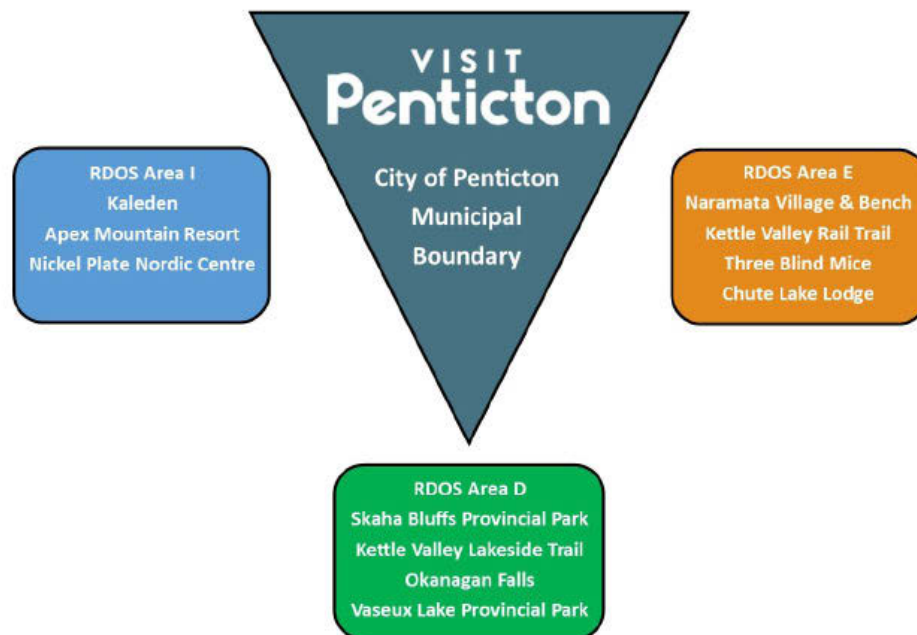 VISIT
Penticton
City of Penticton
Municipal
Boundary
RDOS Area I
Kaleden
Apex Mountain Resort
Nickel Plate Nordic Centre
RDOS Area E
Naramata Village & Bench
Kettle Valley Rail Trail
Three Blind Mice
Chute Lake Lodge
RDOS Area D
Skaha Bluffs Provincial Park
Kettle Valley Lakeside Trail
Okanagan Falls
Vaseux Lake Provincial Park